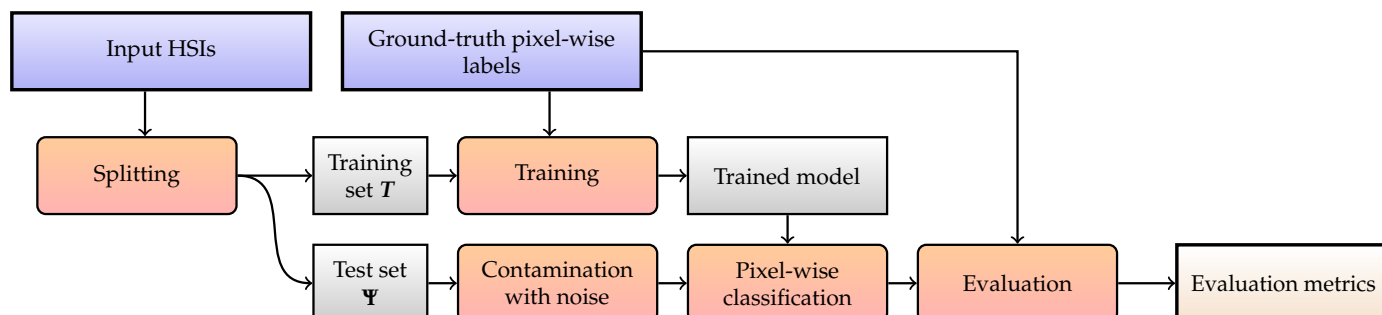 Input HSIs
Ground-truth pixel-wise
labels
Splitting
Training
set T
Training
Trained model
Test set
Ψ
Contamination
with noise
Pixel-wise
classification
Evaluation
Evaluation metrics